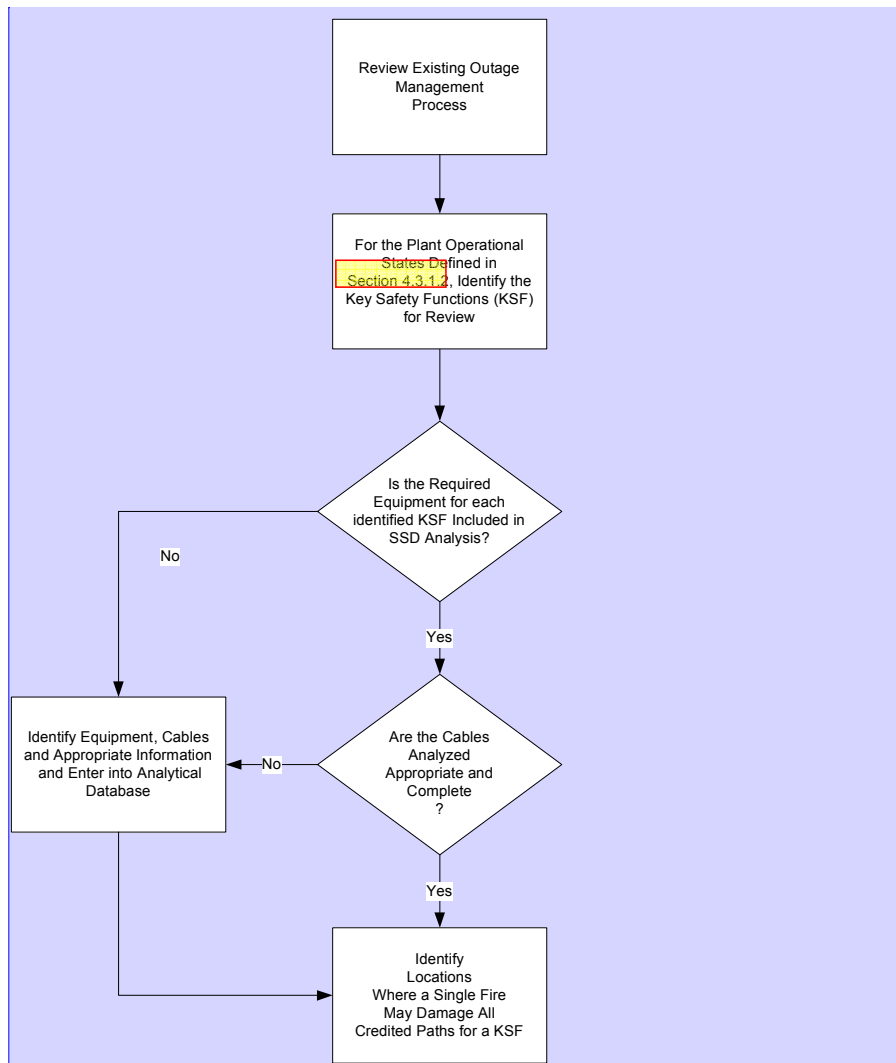 Review Existing Outage
Management
Process
For the Plant Operational
States Defined in
Section 4.3.1.2, Identify the
Key Safety Functions (KSF)
for Review
Is the Required
Equipment for each
identified KSF Included in
SSD Analysis?
No
Yes
Identify Equipment, Cables
and Appropriate Information
and Enter into Analytical
Database
No
Are the Cables
Analyzed
Appropriate and
Complete
?
Yes
Identify
Locations
Where a Single Fire
May Damage All
Credited Paths for a KSF